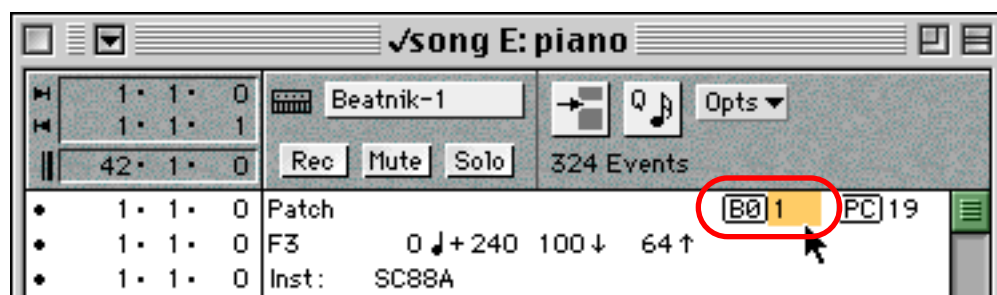 √song E: piano
1· 1· 0 Beatnik-1 Q Opts
1· 1· 1
42· 1· 0 Rec Mute Solo 324 Events
• 1· 1· 0 Patch B0 1 PC 19
• 1· 1· 0 F3 0♩+240 100↓ 64↑
• 1· 1· 0 Inst: SC88A